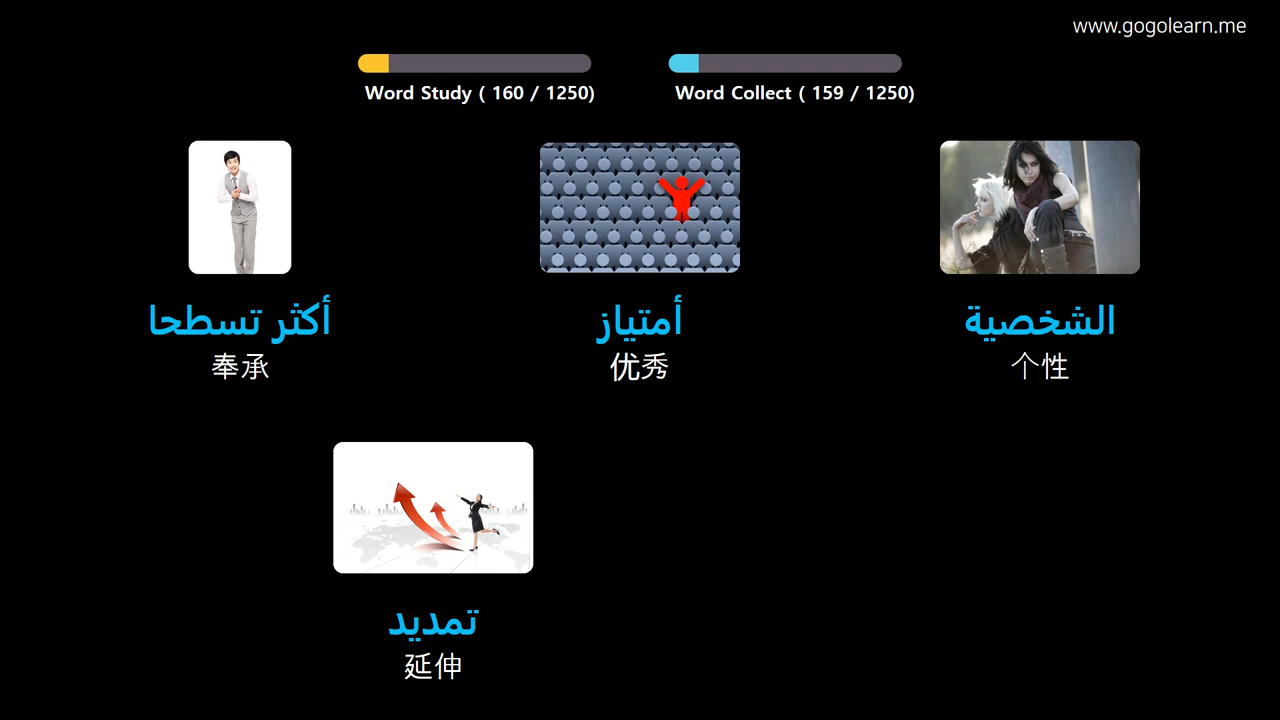 www.gogolearn.me
Word Study ( 160 / 1250)
Word Collect ( 159 / 1250)
أكثر تسطحا
奉承
أمتياز
优秀
الشخصية
个性
تمديد
延伸